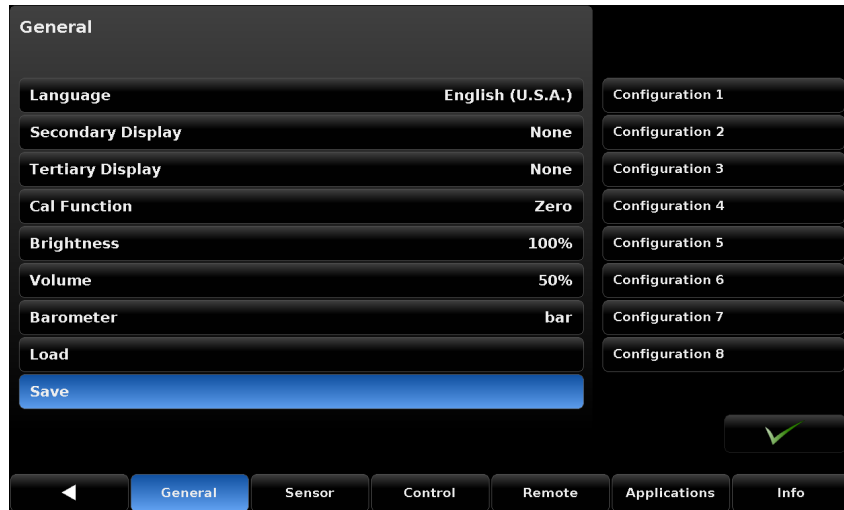 General
Language English (U.S.A.)
Secondary Display None
Tertiary Display None
Cal Function Zero
Brightness 100%
Volume 50%
Barometer bar
Load
Save
Configuration 1
Configuration 2
Configuration 3
Configuration 4
Configuration 5
Configuration 6
Configuration 7
Configuration 8
General Sensor Control Remote Applications Info